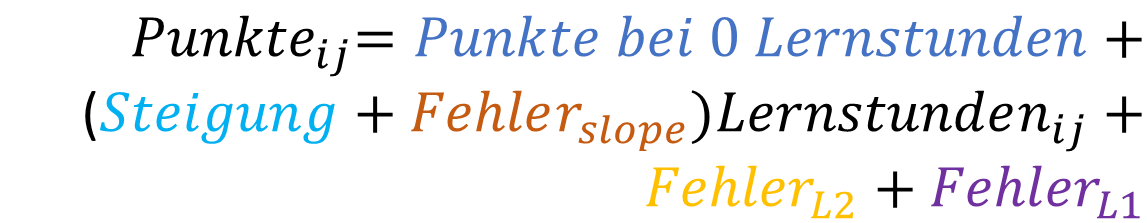 Punkte_ij= Punkte bei 0 Lernstunden +
(Steigung + Fehler_slope)Lernstunden_ij +
Fehler_L2 + Fehler_L1